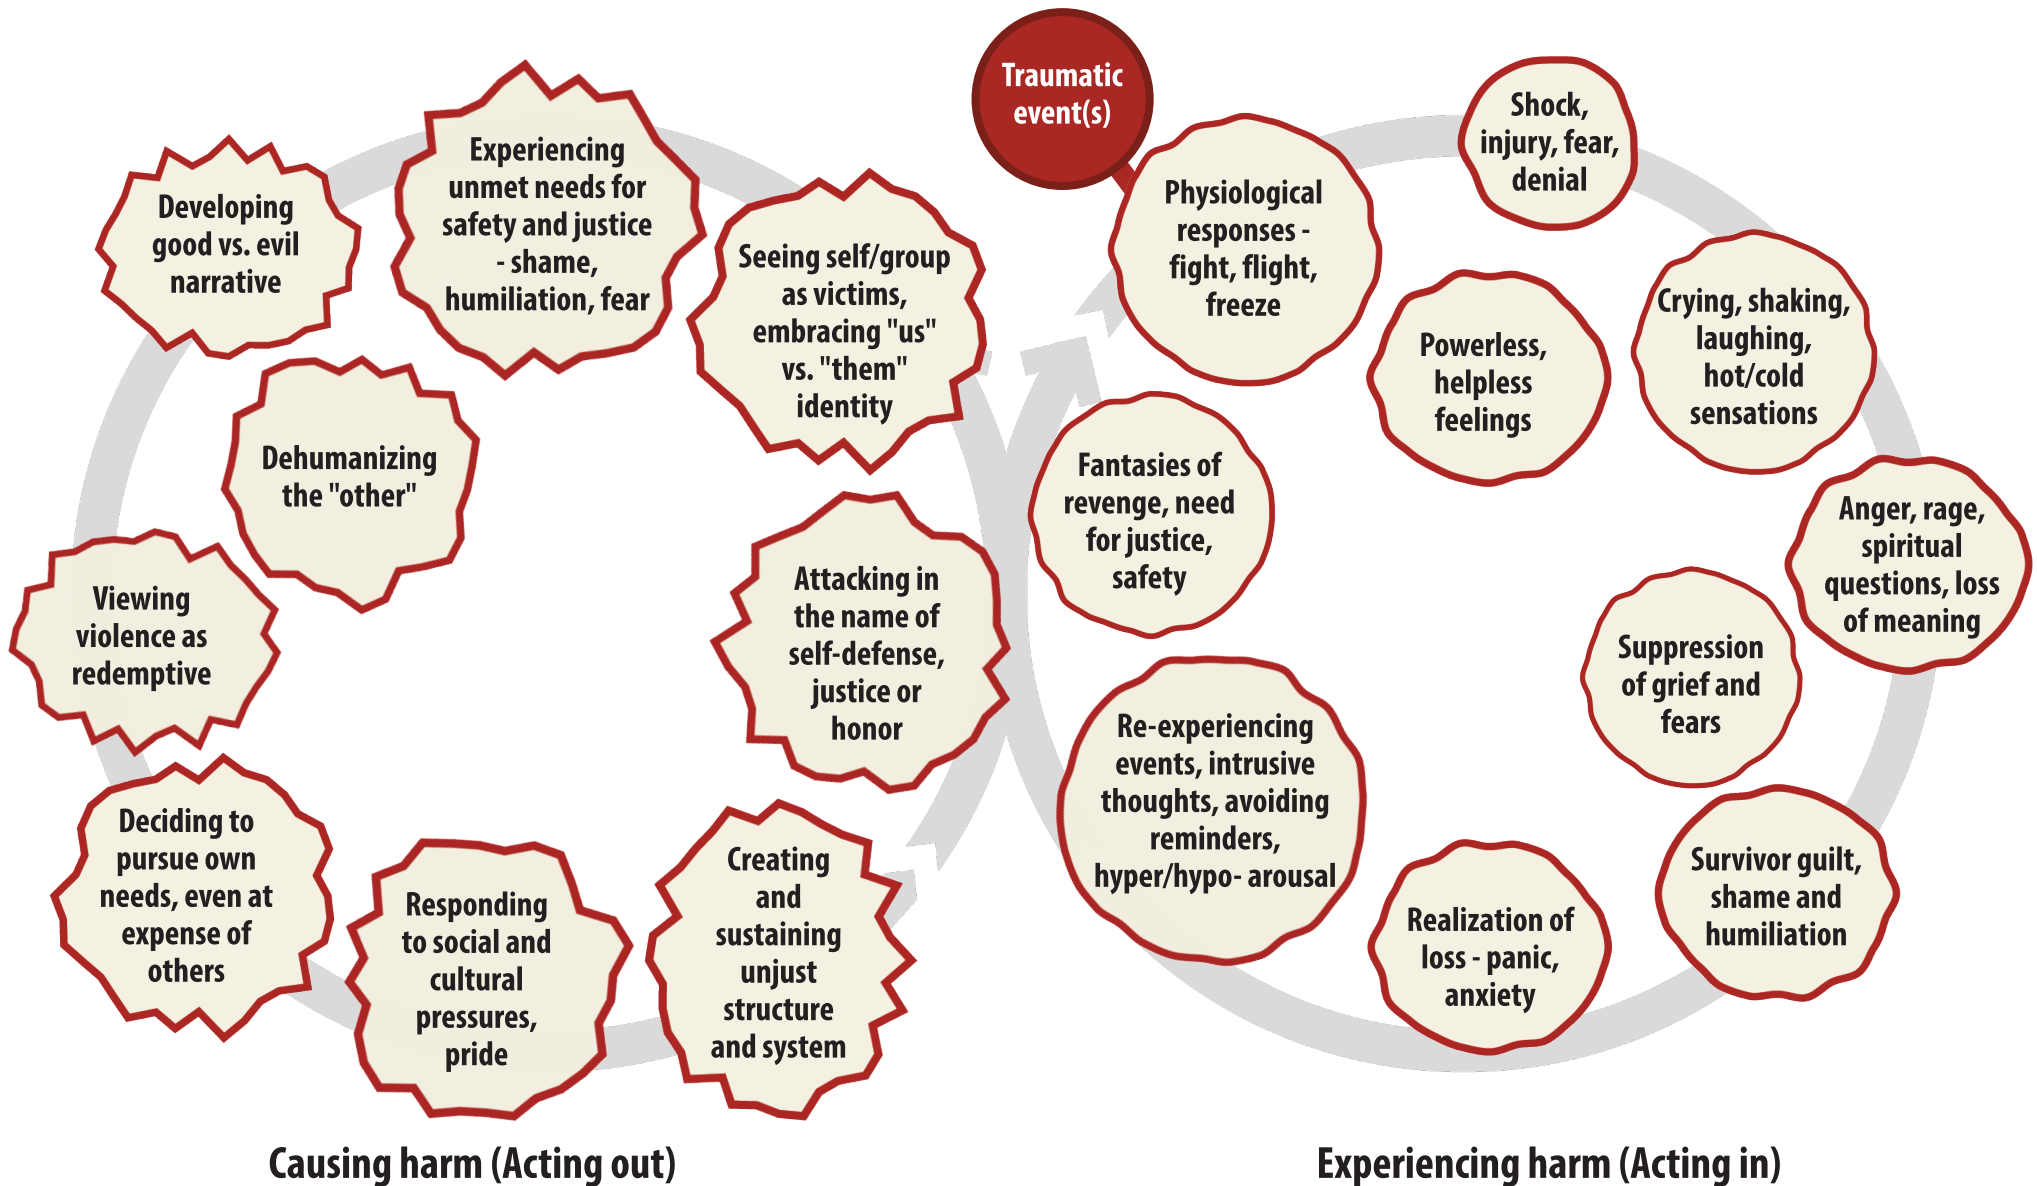 Traumatic
event(s)
Physiological
responses -
fight, flight,
freeze
Shock,
injury, fear,
denial
Powerless,
helpless
feelings
Crying, shaking,
laughing,
hot/cold
sensations
Anger, rage,
spiritual
questions, loss
of meaning
Suppression
of grief and
fears
Survivor guilt,
shame and
humiliation
Realization of
loss - panic,
anxiety
Re-experiencing
events, intrusive
thoughts, avoiding
reminders,
hyper/hypo- arousal
Fantasies of
revenge, need
for justice,
safety
Seeing self/group
as victims,
embracing "us"
vs. "them"
identity
Experiencing
unmet needs for
safety and justice
- shame,
humiliation, fear
Developing
good vs. evil
narrative
Dehumanizing
the "other"
Viewing
violence as
redemptive
Deciding to
pursue own
needs, even at
expense of
others
Responding
to social and
cultural
pressures,
pride
Creating
and
sustaining
unjust
structure
and system
Attacking in
the name of
self-defense,
justice or
honor
Causing harm (Acting out)
Experiencing harm (Acting in)